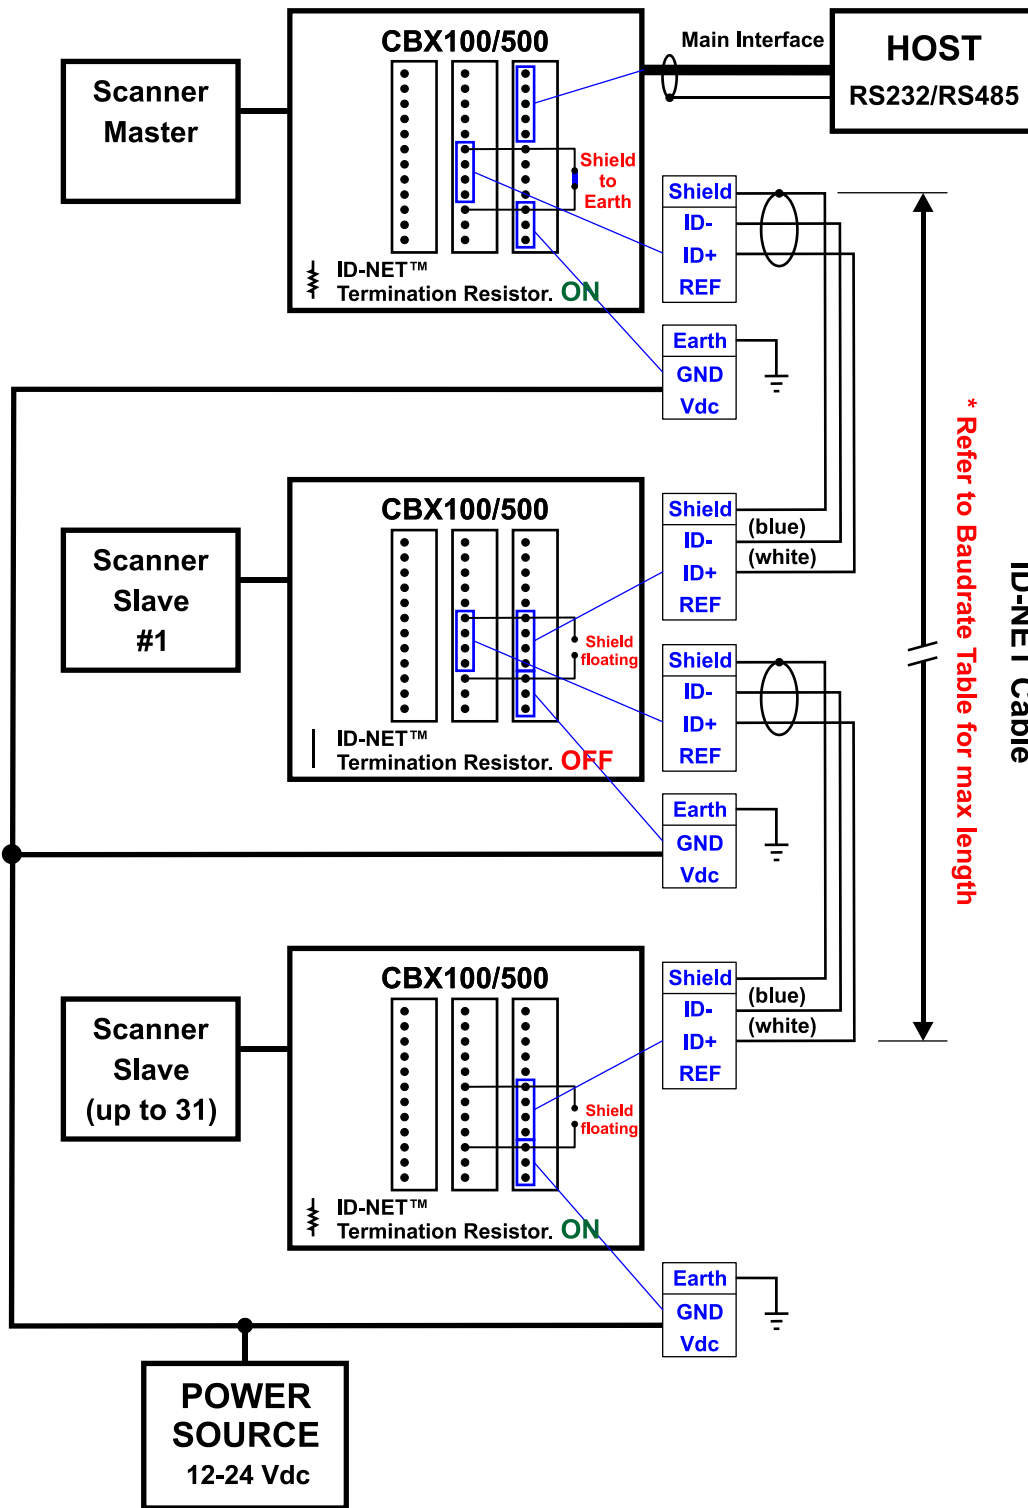 CBX100/500
Main Interface
HOST
RS232/RS485
Scanner
Master
Shield
to
Earth
ID-NET™
Termination Resistor. ON
Shield
ID-
ID+
REF
Earth
GND
Vdc
CBX100/500
Scanner
Slave
#1
Shield
floating
ID-NET™
Termination Resistor. OFF
Shield
ID-
(blue)
ID+
(white)
REF
Shield
ID-
ID+
REF
Earth
GND
Vdc
* Refer to Baudrate Table for max length
ID-NET Cable
CBX100/500
Scanner
Slave
(up to 31)
Shield
floating
ID-NET™
Termination Resistor. ON
Shield
ID-
(blue)
ID+
(white)
REF
Earth
GND
Vdc
POWER
SOURCE
12-24 Vdc